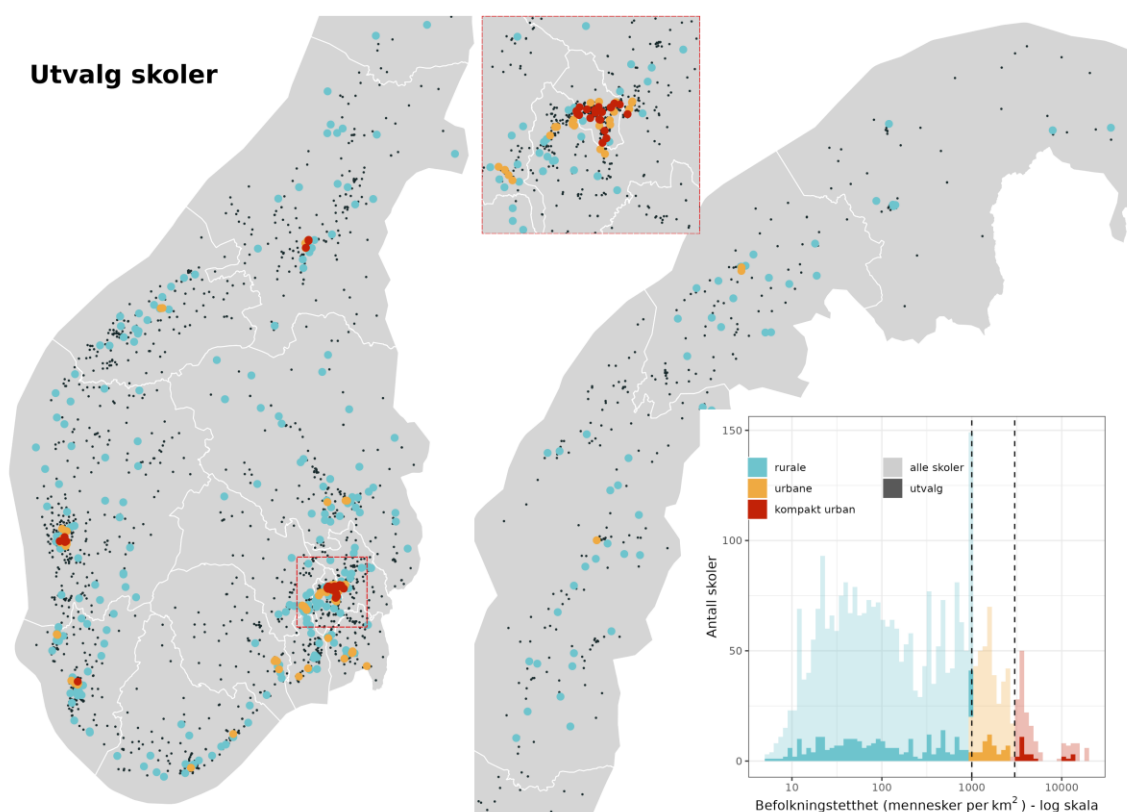 Utvalg skoler
150
100
50
0
Antall skoler
rurale
urbane
kompakt urban
alle skoler
utvalg
10
100
1000
10000
Befolkningstetthet (mennesker per km²) - log skala